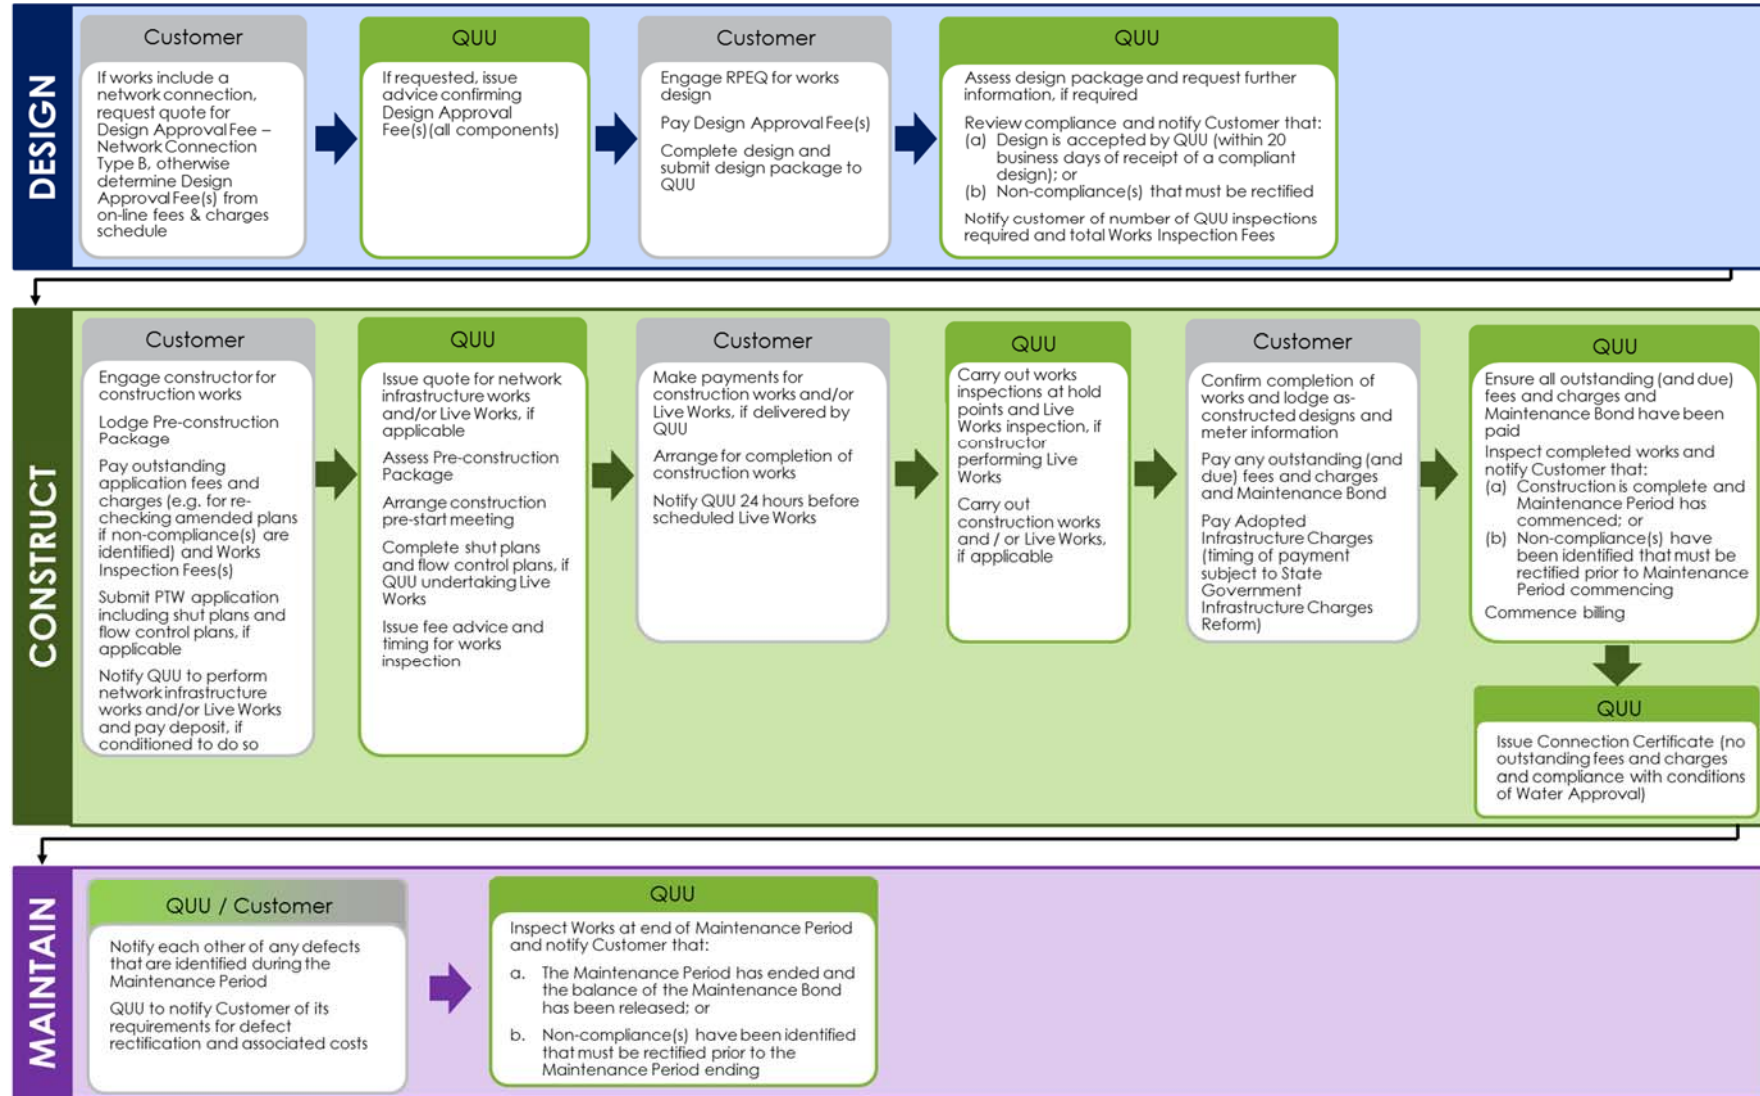 DESIGN
Customer
If works include a
network connection,
request quote for
Design Approval Fee –
Network Connection
Type B, otherwise
determine Design
Approval Fee(s) from
on-line fees & charges
schedule
QUU
If requested, issue
advice confirming
Design Approval
Fee(s)(all components)
Customer
Engage RPEQ for works
design
Pay Design Approval Fee(s)
Complete design and
submit design package to
QUU
QUU
Assess design package and request further
information, if required
Review compliance and notify Customer that:
(a) Design is accepted by QUU (within 20
business days of receipt of a compliant
design); or
(b) Non-compliance(s) that must be rectified
Notify customer of number of QUU inspections
required and total Works Inspection Fees
CONSTRUCT
Customer
Engage constructor for
construction works
Lodge Pre-construction
Package
Pay outstanding
application fees and
charges (e.g. for re-
checking amended plans
if non-compliance(s) are
identified) and Works
Inspection Fees(s)
Submit PTW application
including shut plans and
flow control plans, if
applicable
Notify QUU to perform
network infrastructure
works and/or Live Works
and pay deposit, if
conditioned to do so
QUU
Issue quote for network
infrastructure works
and/or Live Works, if
applicable
Assess Pre-construction
Package
Arrange construction
pre-start meeting
Complete shut plans
and flow control plans, if
QUU undertaking Live
Works
Issue fee advice and
timing for works
inspection
Customer
Make payments for
construction works and/or
Live Works, if delivered by
QUU
Arrange for completion of
construction works
Notify QUU 24 hours before
scheduled Live Works
QUU
Carry out works
inspections at hold
points and Live
Works inspection, if
constructor
performing Live
Works
Carry out
construction works
and / or Live Works,
if applicable
Customer
Confirm completion of
works and lodge as-
constructed designs and
meter information
Pay any outstanding (and
due) fees and charges
and Maintenance Bond
Pay Adopted
Infrastructure Charges
(timing of payment
subject to State
Government
Infrastructure Charges
Reform)
QUU
Ensure all outstanding (and due)
fees and charges and
Maintenance Bond have been
paid
Inspect completed works and
notify Customer that:
(a) Construction is complete and
Maintenance Period has
commenced; or
(b) Non-compliance(s) have
been identified that must be
rectified prior to Maintenance
Period commencing
Commence billing
QUU
Issue Connection Certificate (no
outstanding fees and charges
and compliance with conditions
of Water Approval)
MAINTAIN
QUU / Customer
Notify each other of any defects
that are identified during the
Maintenance Period
QUU to notify Customer of its
requirements for defect
rectification and associated costs
QUU
Inspect Works at end of Maintenance Period
and notify Customer that:
a. The Maintenance Period has ended and
the balance of the Maintenance Bond
has been released; or
b. Non-compliance(s) have been identified
that must be rectified prior to the
Maintenance Period ending